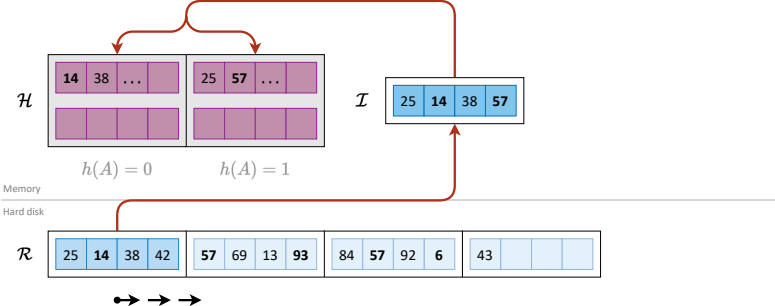 14 38 ... 25 57 ...
H I 25 14 38 57
h(A) = 0 h(A) = 1
Memory
Hard disk
R 25 14 38 42 57 69 13 93 84 57 92 6 43